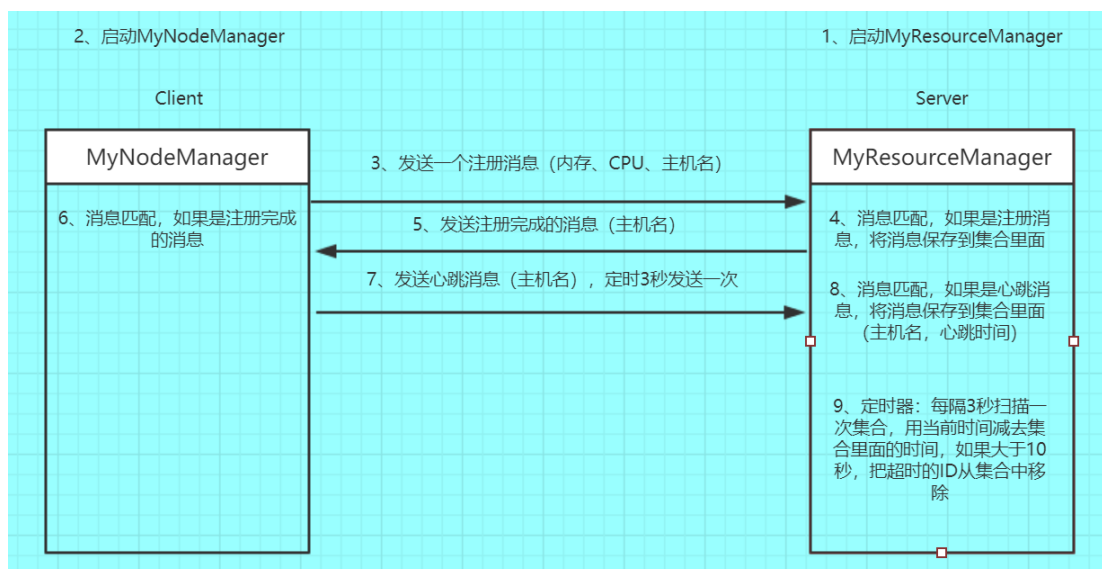 2、启动MyNodeManager
1、启动MyResourceManager
Client
Server
MyNodeManager
MyResourceManager
3、发送一个注册消息（内存、CPU、主机名）
6、消息匹配，如果是注册完成
的消息
5、发送注册完成的消息（主机名）
4、消息匹配，如果是注册消
息，将消息保存到集合里面
7、发送心跳消息（主机名），定时3秒发送一次
8、消息匹配，如果是心跳消
息，将消息保存到集合里面
（主机名，心跳时间）
9、定时器：每隔3秒扫描一
次集合，用当前时间减去集
合里面的时间，如果大于10
秒，把超时的ID从集合中移
除